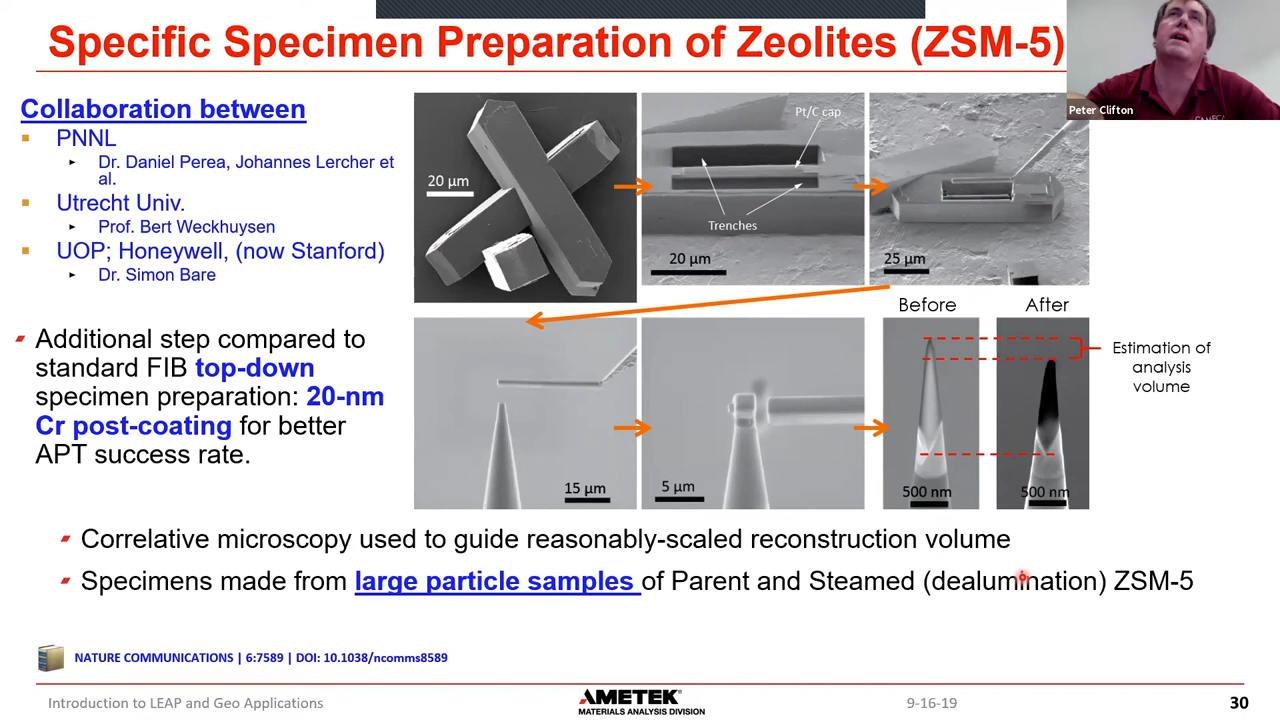 Specific Specimen Preparation of Zeolites (ZSM-5)
Peter Clifton
Collaboration between
PNNL
Dr. Daniel Perea, Johannes Lercher et
al.
Utrecht Univ.
Prof. Bert Weckhuysen
UOP; Honeywell, (now Stanford)
Dr. Simon Bare
20 µm
Pt/C cap
Trenches
20 µm
25 µm
Additional step compared to
standard FIB top-down
specimen preparation: 20-nm
Cr post-coating for better
APT success rate.
15 µm
5 µm
Before
After
500 nm
500 nm
Estimation of
analysis
volume
Correlative microscopy used to guide reasonably-scaled reconstruction volume
Specimens made from large particle samples of Parent and Steamed (dealumination) ZSM-5
NATURE COMMUNICATIONS | 6:7589 | DOI: 10.1038/ncomms8589
Introduction to LEAP and Geo Applications
AMETEK®
MATERIALS ANALYSIS DIVISION
9-16-19
30